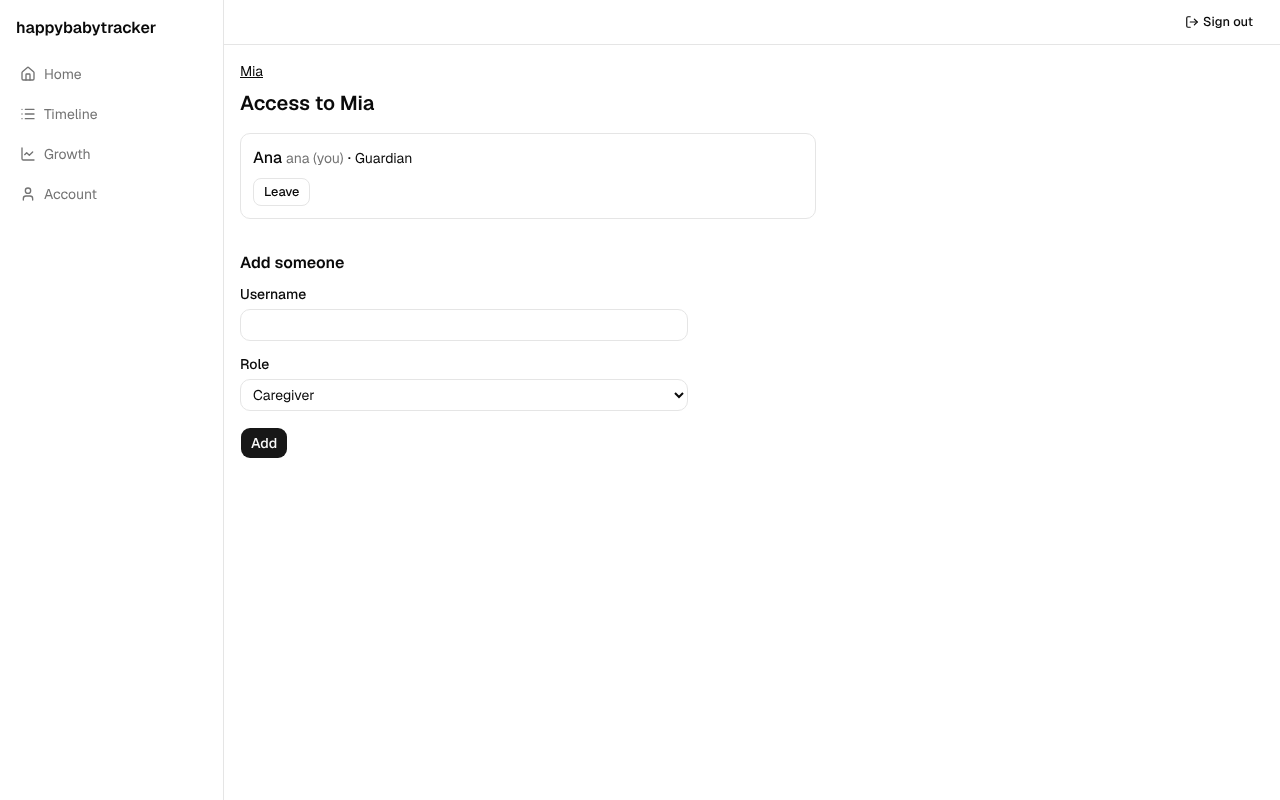 happybabytracker
Sign out
Home
Timeline
Growth
Account
Mia
Access to Mia
Ana ana (you) · Guardian
Leave
Add someone
Username
Role
Caregiver
Add